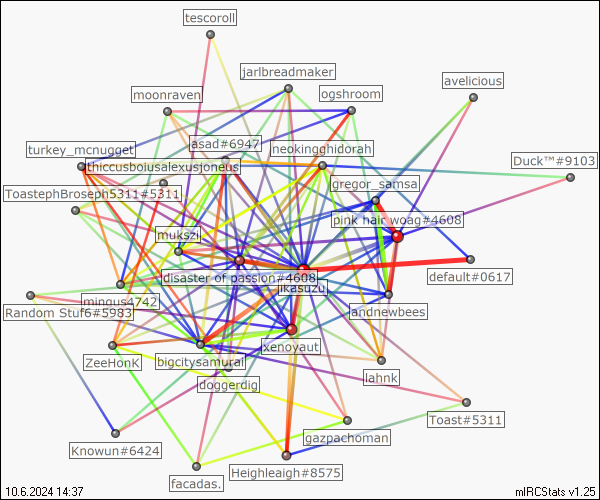 tescoroll
jarlbreadmaker
avelicious
moonraven
ogshroom
turkey_mcnugget
asad#6947
neokingghidorah
Duck™#9103
thiccusboiusalexusjoneus
gregor_samsa
ToastephBroseph5311#5311
pink hair woag#4608
mukszi
disaster of passion#4608
default#0617
ikasuzu
mingus4742
Random Stuf6#5983
andnewbees
xenoyaut
ZeeHonK
bigcitysamurai
lahnk
doggerdig
Toast#5311
gazpachoman
Knowun#6424
Heighleaigh#8575
facadas.
10.6.2024 14:37
mIRCStats v1.25